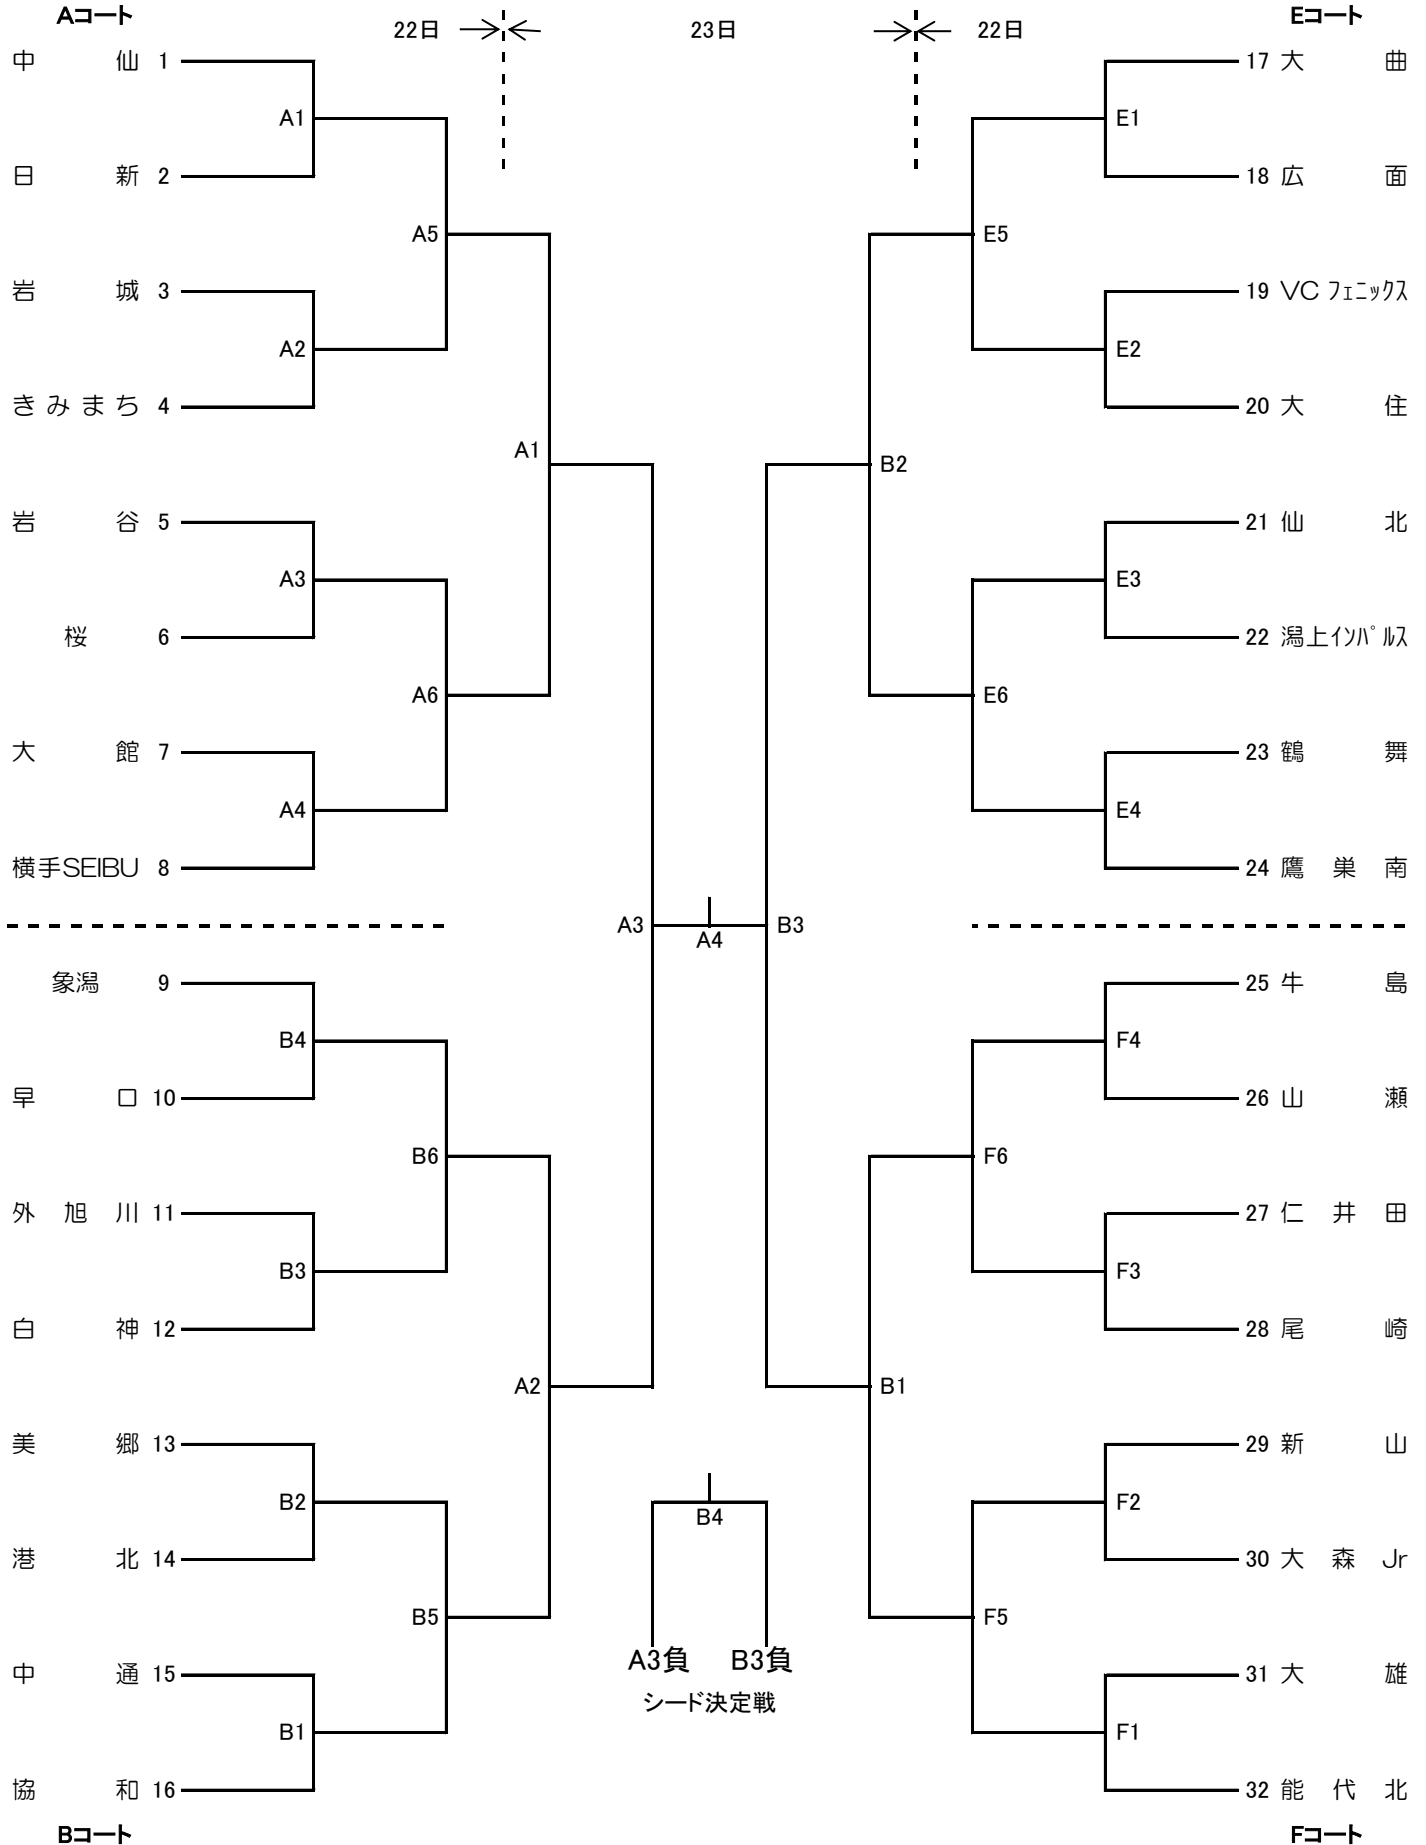 Aコート
Eコート
22日
23日
22日
中仙 1
17 大曲
A1
E1
日新 2
18 広面
A5
E5
岩城 3
19 VCフェニックス
A2
E2
きみまち 4
20 大住
A1
B2
岩谷 5
21 仙北
A3
E3
桜 6
22 潟上インパルス
A6
E6
大館 7
23 鶴舞
A4
E4
横手SEIBU 8
24 鷹巣南
A3
A4
B3
象潟 9
25 牛島
B4
F4
早口 10
26 山瀬
B6
F6
外旭川 11
27 仁井田
B3
F3
白神 12
28 尾崎
A2
B1
美郷 13
29 新山
B2
B4
F2
港北 14
30 大森Jr
B5
F5
A3負 B3負
中通 15
31 大雄
シード決定戦
B1
F1
協和 16
32 能代北
Bコート
Fコート